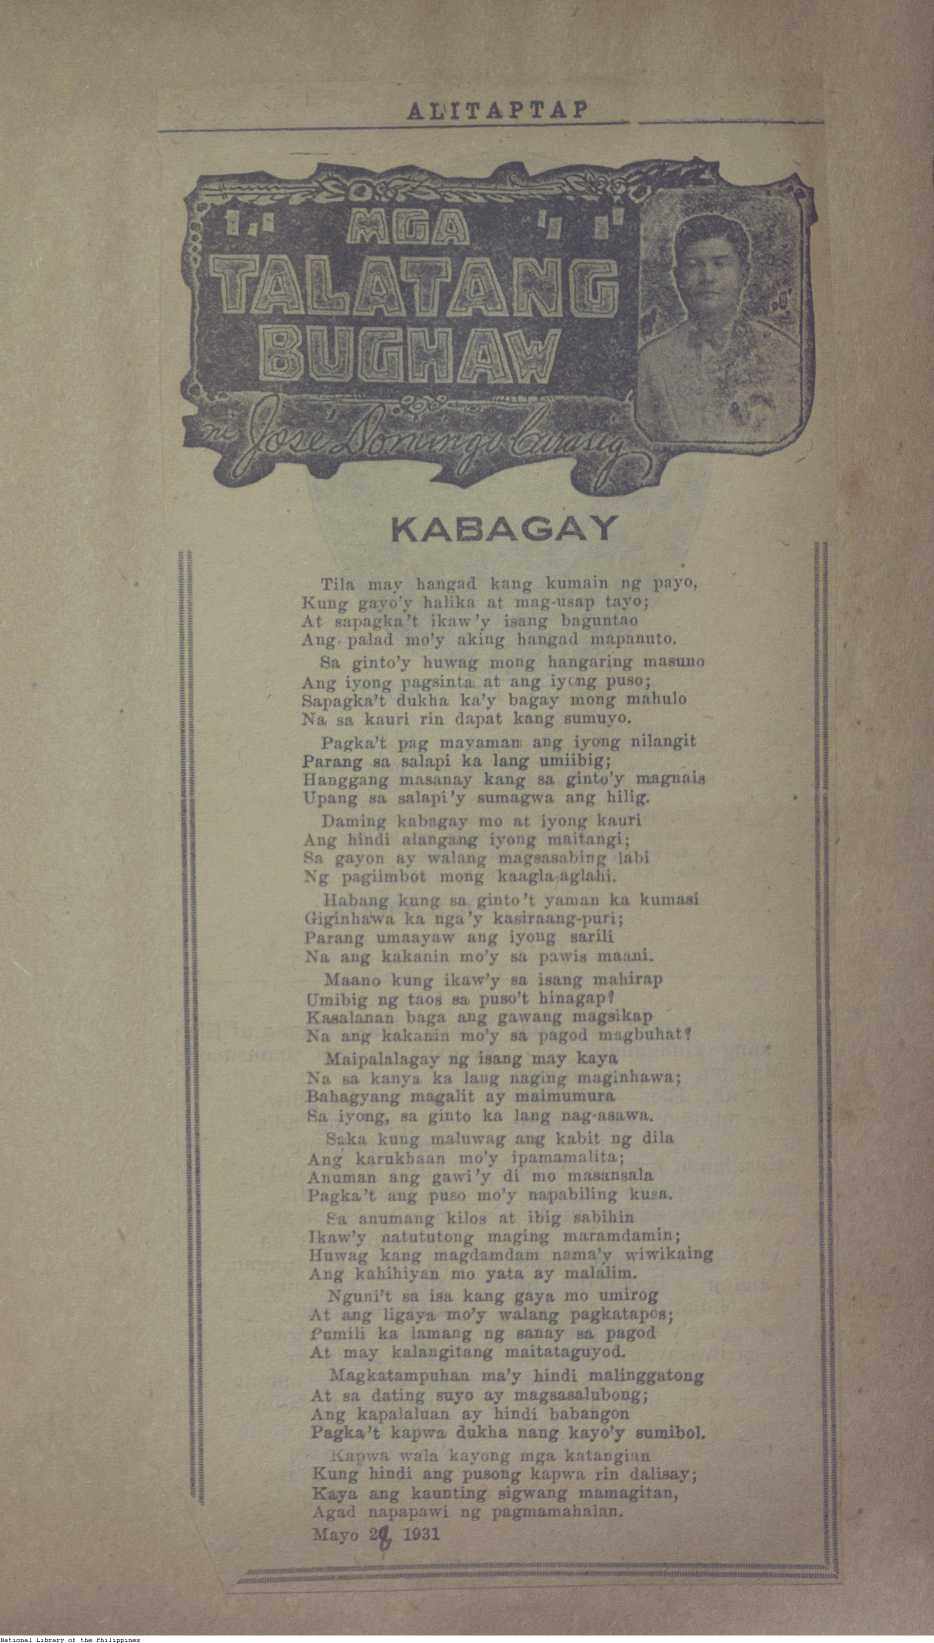 ALITAPTAP
MGA
TALATANG
BUGHAW
ni José Domingo Karasig
KABAGAY
Tila may hangad kang kumain ng payo,
Kung gayo'y halika at mag-usap tayo;
At sapagka't ikaw'y isang baguntao
Ang palad mo'y aking hangad mapanuto.
Sa ginto'y huwag mong hangaring masuno
Ang iyong pagsinta at ang iyong puso;
Sapagka't dukha ka'y bagay mong mahulo
Na sa kauri rin dapat kang sumuyo.
Pagka't pag mayaman ang iyong nilangit
Parang sa salapi ka lang umiibig;
Hanggang masanay kang sa ginto'y magnais
Upang sa salapi'y sumagwa ang hilig.
Daming kabagay mo at iyong kauri
Ang hindi alangang iyong maitangi;
Sa gayon ay walang magsasabing labi
Ng pagiimbot mong kaagla-aglahi.
Habang kung sa ginto't yaman ka kumasi
Giginhawa ka nga'y kasiraang-puri;
Parang umaayaw ang iyong sarili
Na ang kakanin mo'y sa pawis maani.
Maano kung ikaw'y sa isang mahirap
Umibig ng taos sa puso't hinagap?
Kasalanan baga ang gawang magsikap
Na ang kakanin mo'y sa pagod magbuhat?
Maipalalagay ng isang may kaya
Na sa kanya ka lang naging maginhawa;
Bahagyang magalit ay maimumura
Sa iyong, sa ginto ka lang nag-asawa.
Saka kung maluwag ang kabit ng dila
Ang karukhaan mo'y ipamamalita;
Anuman ang gawi'y di mo masansala
Pagka't ang puso mo'y napabiling kusa.
Sa anumang kilos at ibig sabihin
Ikaw'y natututong maging maramdamin;
Huwag kang magdamdam nama'y wiwikaing
Ang kahihiyan mo yata ay malalim.
Nguni't sa isa kang gaya mo umirog
At ang ligaya mo'y walang pagkatapos;
Pumili ka lamang ng sanay sa pagod
At may kalangitang maitataguyod.
Magkatampuhan ma'y hindi malinggatong
At sa dating suyo ay magsasalubong;
Ang kapalaluan ay hindi babangon
Pagka't kapwa dukha nang kayo'y sumibol.
Kapwa wala kayong mga katangian
Kung hindi ang pusong kapwa rin dalisay;
Kaya ang kaunting sigwang mamagitan,
Agad napapawi ng pagmamahalan.
Mayo 28, 1931
National Library of the Philippines